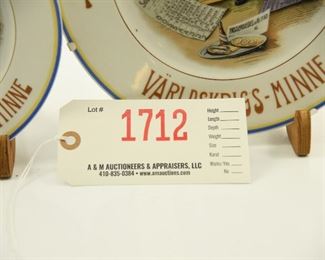 VÄRLDSKRIGS-MINNE
MINNE
Lot #
1712
Height
Length
Depth
Weight
Size
Karat
Marks: Yes
No
A & M AUCTIONEERS & APPRAISERS, LLC
410-835-0384 • www.amauctions.com